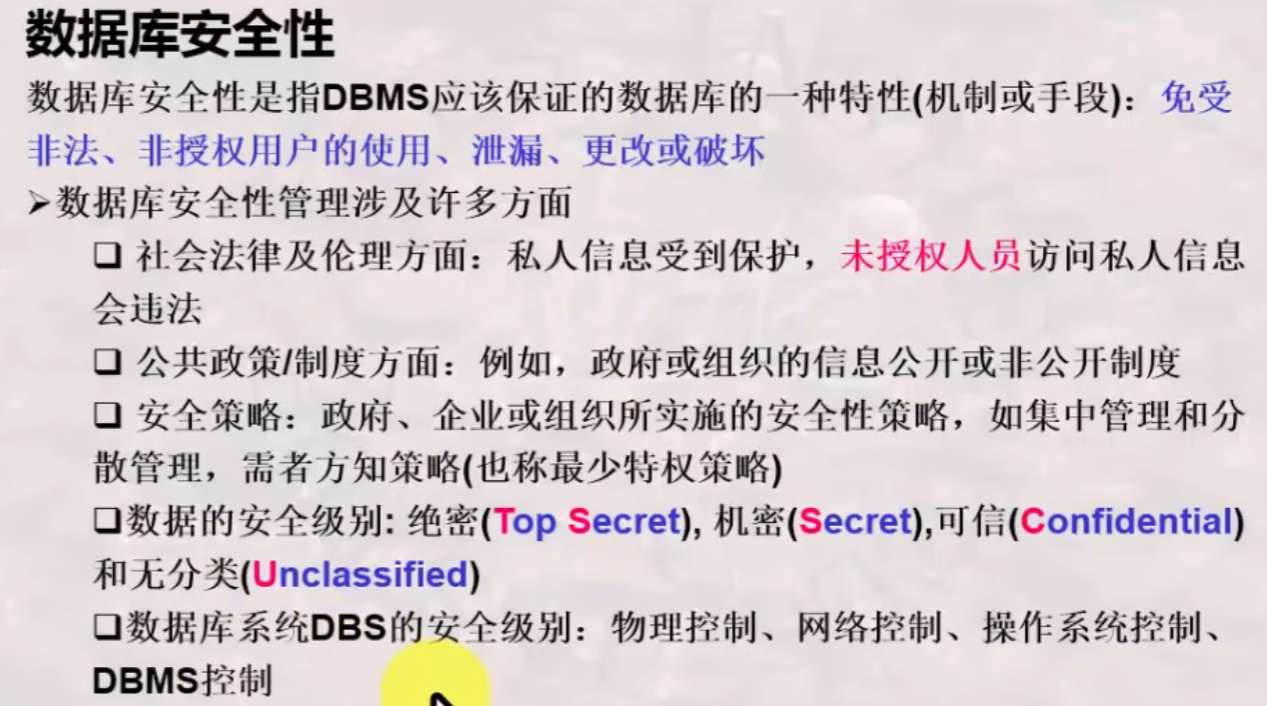 数据库安全性
数据库安全性是指DBMS应该保证的数据库的一种特性(机制或手段)：免受
非法、非授权用户的使用、泄漏、更改或破坏
➢数据库安全性管理涉及许多方面
❑ 社会法律及伦理方面：私人信息受到保护，未授权人员访问私人信息
会违法
❑ 公共政策/制度方面：例如，政府或组织的信息公开或非公开制度
❑ 安全策略：政府、企业或组织所实施的安全性策略，如集中管理和分
散管理，需者方知策略(也称最少特权策略)
❑数据的安全级别: 绝密(Top Secret), 机密(Secret),可信(Confidential)
和无分类(Unclassified)
❑数据库系统DBS的安全级别：物理控制、网络控制、操作系统控制、
DBMS控制